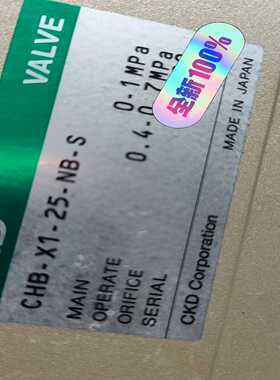 VALVE
CHB-X1-25-NB-S
MAIN 0-1MPa
OPERATE 0.4-0.7MPa
ORIFICE
SERIAL
CKD Corporation
MADE IN JAPAN
全新100%